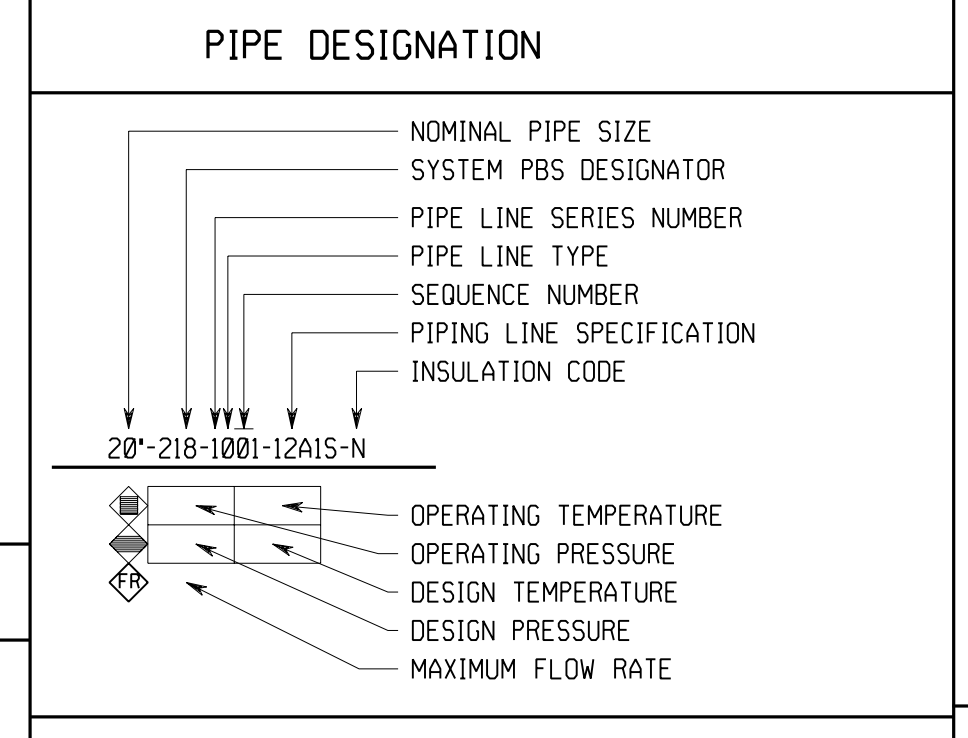 PIPE DESIGNATION
NOMINAL PIPE SIZE
SYSTEM PBS DESIGNATOR
PIPE LINE SERIES NUMBER
PIPE LINE TYPE
SEQUENCE NUMBER
PIPING LINE SPECIFICATION
INSULATION CODE
20"-218-1001-12A1S-N
OPERATING TEMPERATURE
OPERATING PRESSURE
DESIGN TEMPERATURE
FR
DESIGN PRESSURE
MAXIMUM FLOW RATE